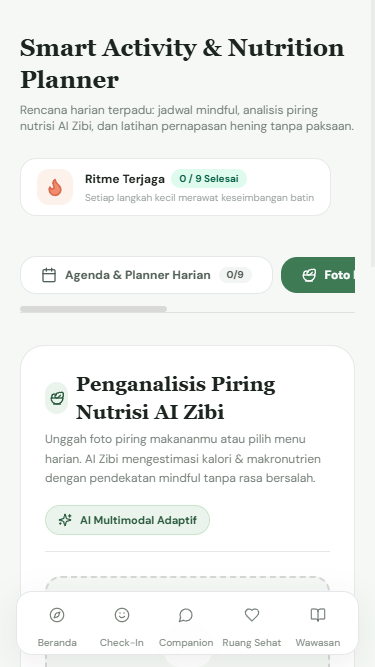 Smart Activity & Nutrition
Planner
Rencana harian terpadu: jadwal mindful, analisis piring
nutrisi AI Zibi, dan latihan pernapasan hening tanpa paksaan.
Ritme Terjaga 0 / 9 Selesai
Setiap langkah kecil merawat keseimbangan batin
Agenda & Planner Harian 0/9 Foto
Penganalisis Piring
Nutrisi AI Zibi
Unggah foto piring makananmu atau pilih menu
harian. AI Zibi mengestimasi kalori & makronutrien
dengan pendekatan mindful tanpa rasa bersalah.
AI Multimodal Adaptif
Beranda Check-In Companion Ruang Sehat Wawasan